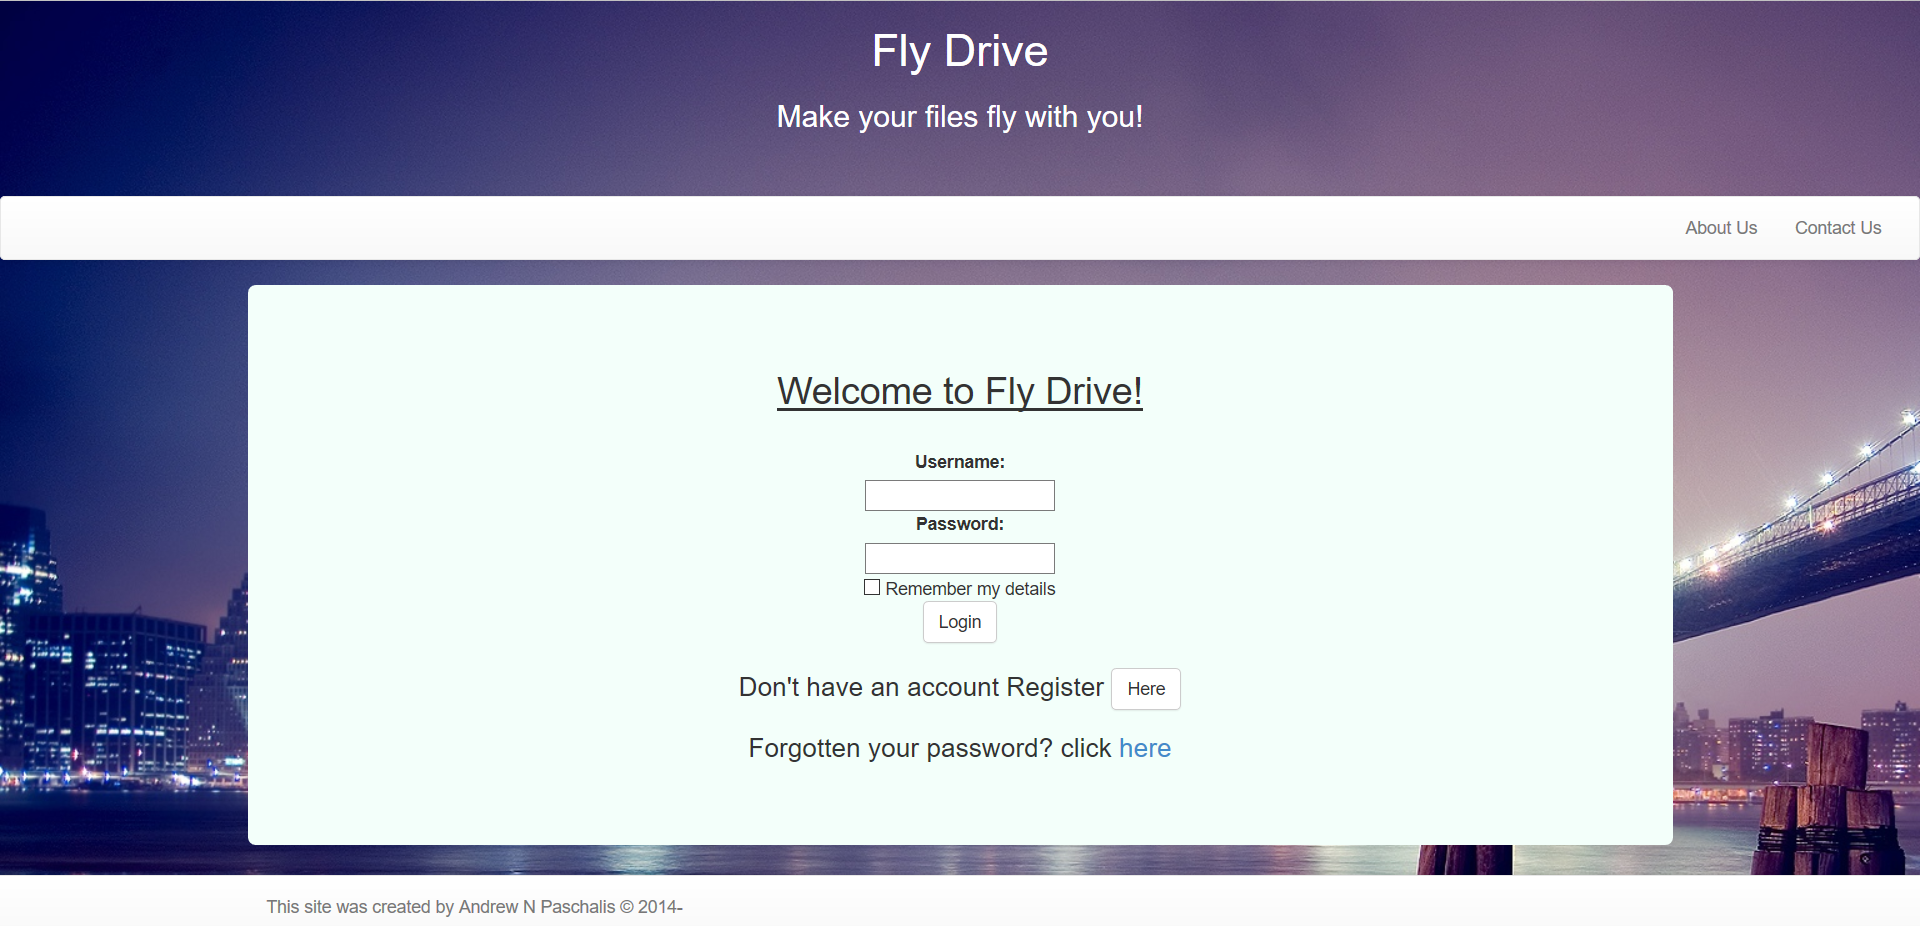 Fly Drive
Make your files fly with you!
About Us
Contact Us
Welcome to Fly Drive!
Username:
Password:
Remember my details
Login
Don't have an account Register Here
Forgotten your password? click here
This site was created by Andrew N Paschalis © 2014-